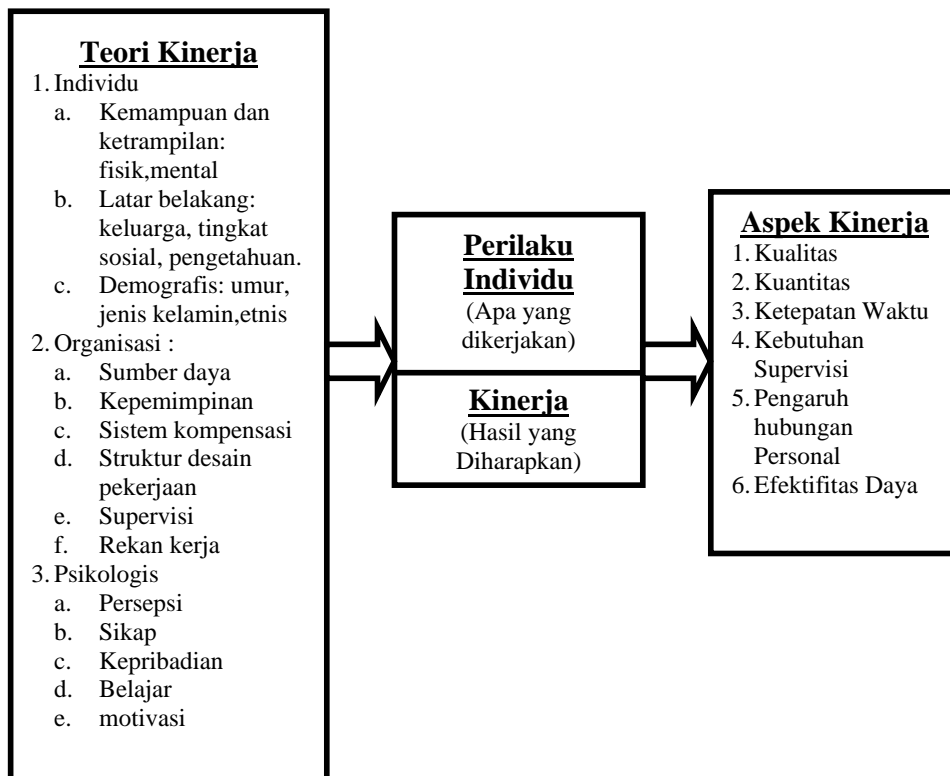 Teori Kinerja
1. Individu
a. Kemampuan dan
ketrampilan:
fisik,mental
b. Latar belakang:
keluarga, tingkat
sosial, pengetahuan.
c. Demografis: umur,
jenis kelamin,etnis
2. Organisasi :
a. Sumber daya
b. Kepemimpinan
c. Sistem kompensasi
d. Struktur desain
pekerjaan
e. Supervisi
f. Rekan kerja
3. Psikologis
a. Persepsi
b. Sikap
c. Kepribadian
d. Belajar
e. motivasi
Perilaku
Individu
(Apa yang
dikerjakan)
Kinerja
(Hasil yang
Diharapkan)
Aspek Kinerja
1. Kualitas
2. Kuantitas
3. Ketepatan Waktu
4. Kebutuhan
Supervisi
5. Pengaruh
hubungan
Personal
6. Efektifitas Daya